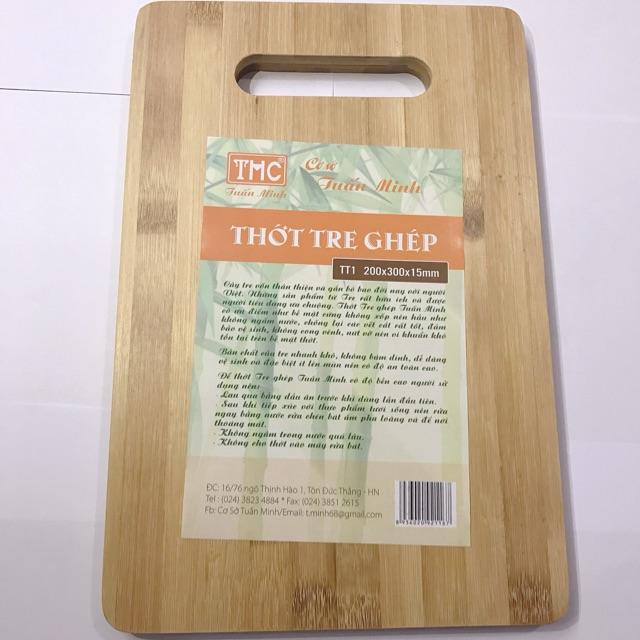 TMC
Tuấn Minh
Cơ sở
Tuấn Minh
THỚT TRE GHÉP
TT1 200x300x15mm
Cây tre vốn thân thiện và gắn bó bao đời nay với người
Việt. Những sản phẩm từ Tre rất hữu ích và được
người tiêu dùng ưa chuộng. Thớt Tre ghép Tuấn Minh
có ưu điểm như bề mặt cứng không xốp nên hầu như
không ngấm nước, chống lại các vết cắt rất tốt, đảm
bảo vệ sinh, không cong vênh, nứt vỡ nên vi khuẩn khó
tồn tại trên bề mặt thớt.
Bản chất của tre nhanh khô, không bám dính, dễ dàng
vệ sinh và đặc biệt ít lên mùn nên có độ an toàn cao.
Để thớt Tre ghép Tuấn Minh có độ bền cao người sử
dụng nên:
- Lau qua bằng dầu ăn trước khi dùng lần đầu tiên.
- Sau khi tiếp xúc với thực phẩm tươi sống nên rửa
ngay bằng nước rửa chén bát ấm pha loãng và để nơi
thoáng mát.
- Không ngâm trong nước quá lâu.
- Không cho thớt vào máy rửa bát.
ĐC: 16/76 ngõ Thịnh Hào 1, Tôn Đức Thắng - HN
Tel : (024) 3823 4884 * Fax: (024) 3851 2615
Fb: Cơ Sở Tuấn Minh/Email: t.minh68@gmail.com
8936020921187